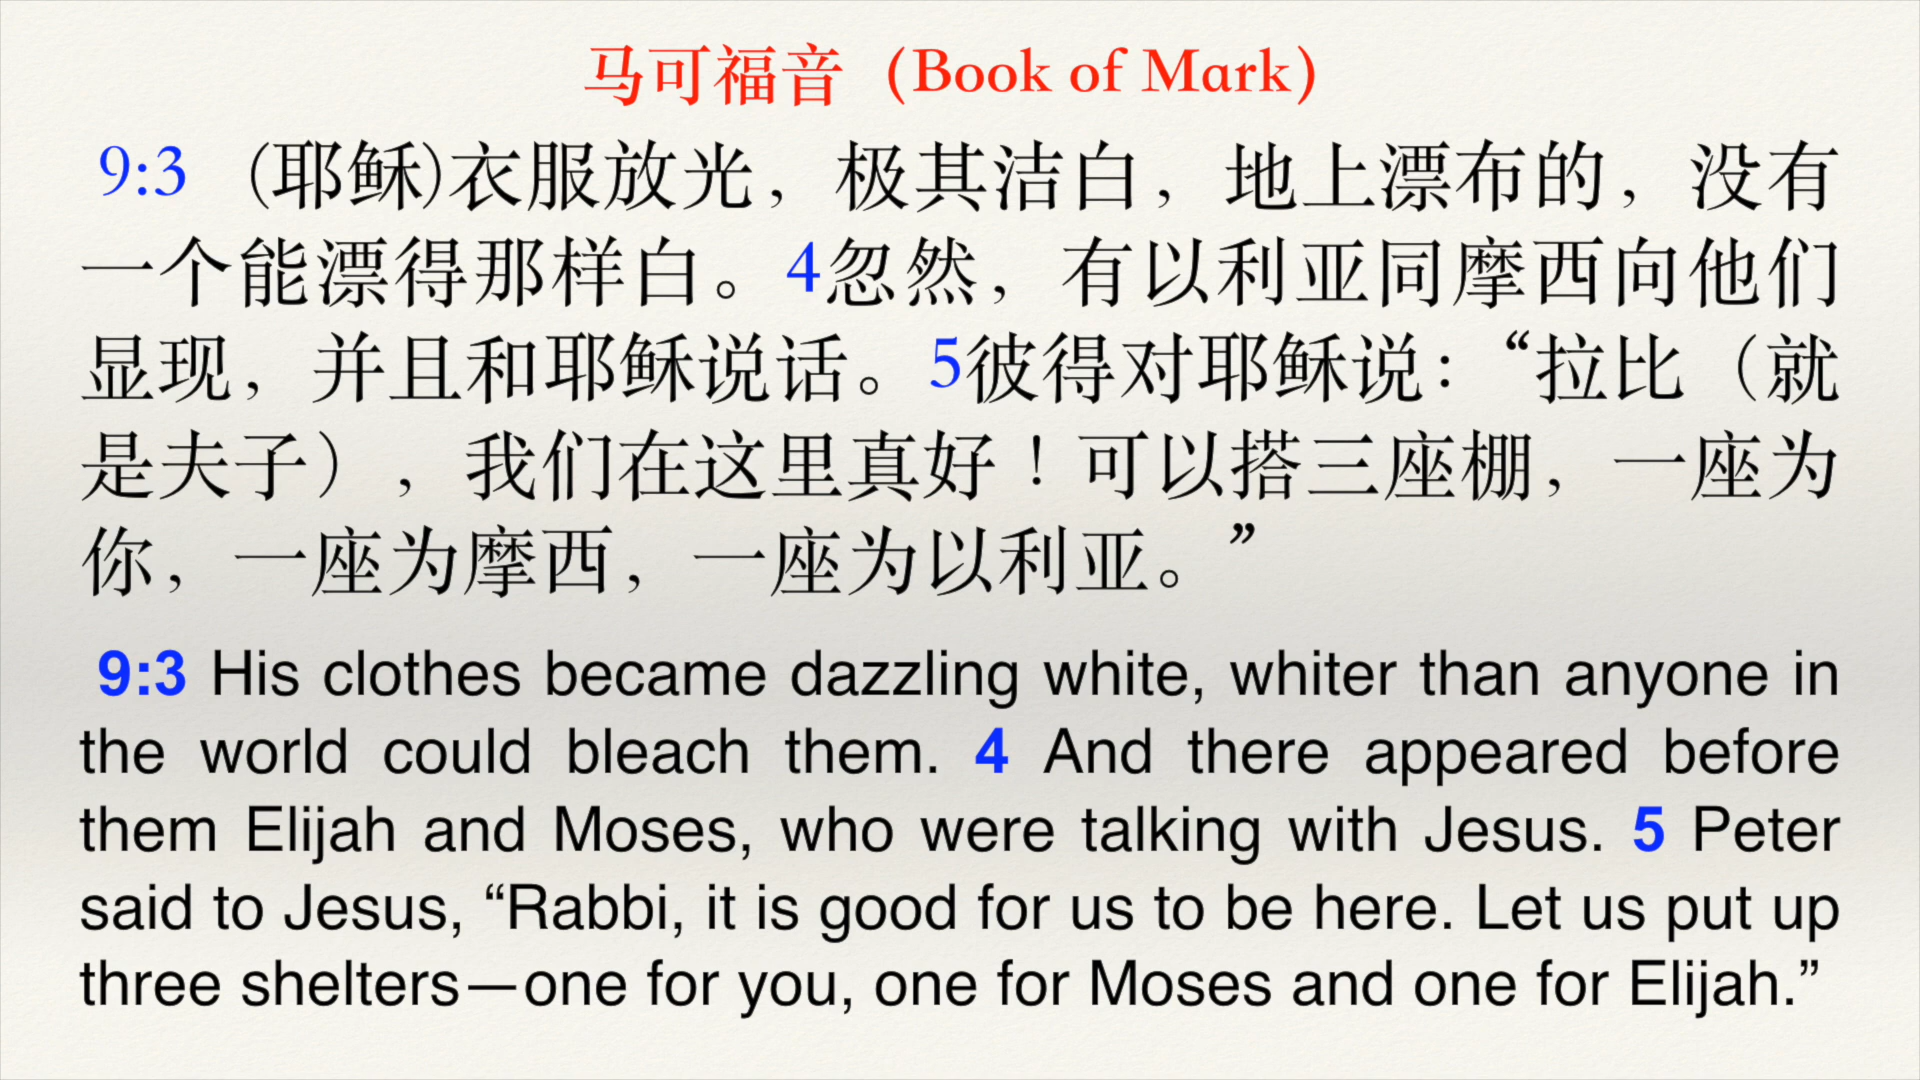 马可福音（Book of Mark）
9:3 (耶稣)衣服放光，极其洁白，地上漂布的，没有
一个能漂得那样白。4忽然，有以利亚同摩西向他们
显现，并且和耶稣说话。5彼得对耶稣说：“拉比（就
是夫子），我们在这里真好！可以搭三座棚，一座为
你，一座为摩西，一座为以利亚。”
9:3 His clothes became dazzling white, whiter than anyone in
the world could bleach them. 4 And there appeared before
them Elijah and Moses, who were talking with Jesus. 5 Peter
said to Jesus, “Rabbi, it is good for us to be here. Let us put up
three shelters—one for you, one for Moses and one for Elijah.”